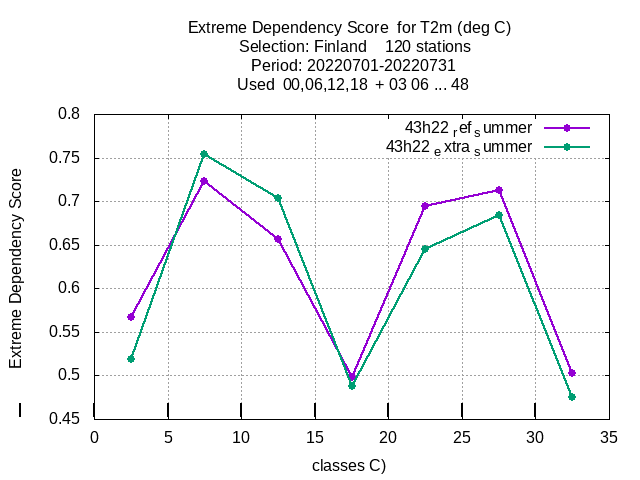 Extreme Dependency Score for T2m (deg C)
Selection: Finland 120 stations
Period: 20220701-20220731
Used 00,06,12,18 + 03 06 ... 48
43h22 ref summer
43h22 extra summer
Extreme Dependency Score
0.8
0.75
0.7
0.65
0.6
0.55
0.5
0.45
0 5 10 15 20 25 30 35
classes C)